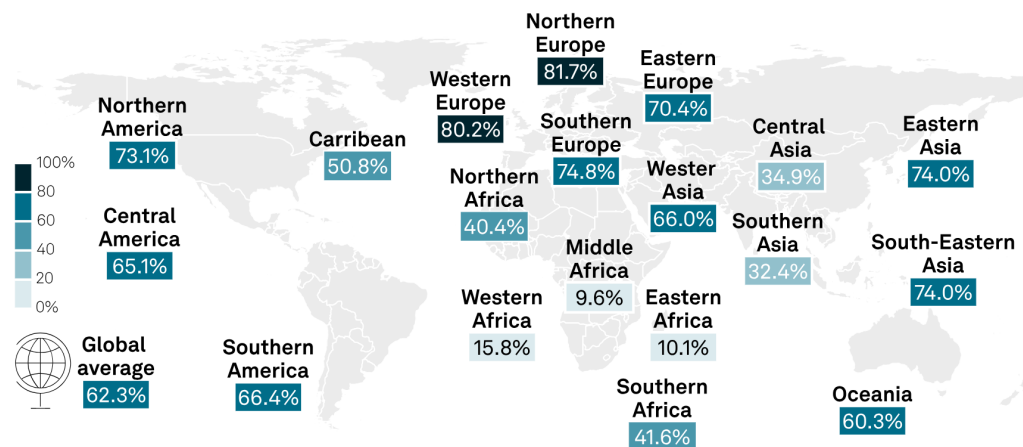 Northern
Europe
81.7%
Eastern
Europe
70.4%
Western
Europe
80.2%
Northern
America
73.1%
Carribean
50.8%
Southern
Europe
74.8%
Central
Asia
34.9%
Eastern
Asia
74.0%
100%
80
60
40
20
0%
Northern
Africa
40.4%
Wester
Asia
66.0%
Central
America
65.1%
Southern
Asia
32.4%
South-Eastern
Asia
74.0%
Middle
Africa
9.6%
Western
Africa
15.8%
Eastern
Africa
10.1%
Global
average
62.3%
Southern
America
66.4%
Southern
Africa
41.6%
Oceania
60.3%